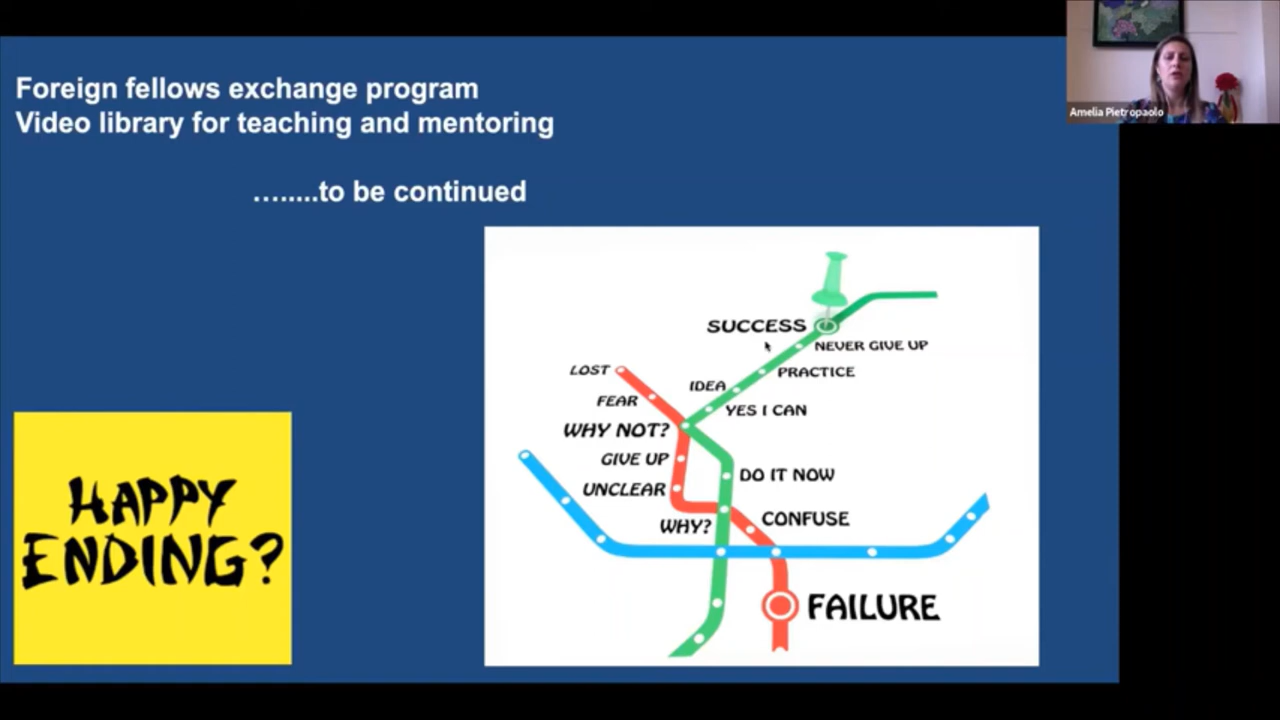 Foreign fellows exchange program
Video library for teaching and mentoring
….....to be continued
Amelia Pietropaolo
SUCCESS
NEVER GIVE UP
LOST
PRACTICE
IDEA
FEAR
YES I CAN
WHY NOT?
GIVE UP
DO IT NOW
UNCLEAR
WHY?
CONFUSE
FAILURE
HAPPY
ENDING?